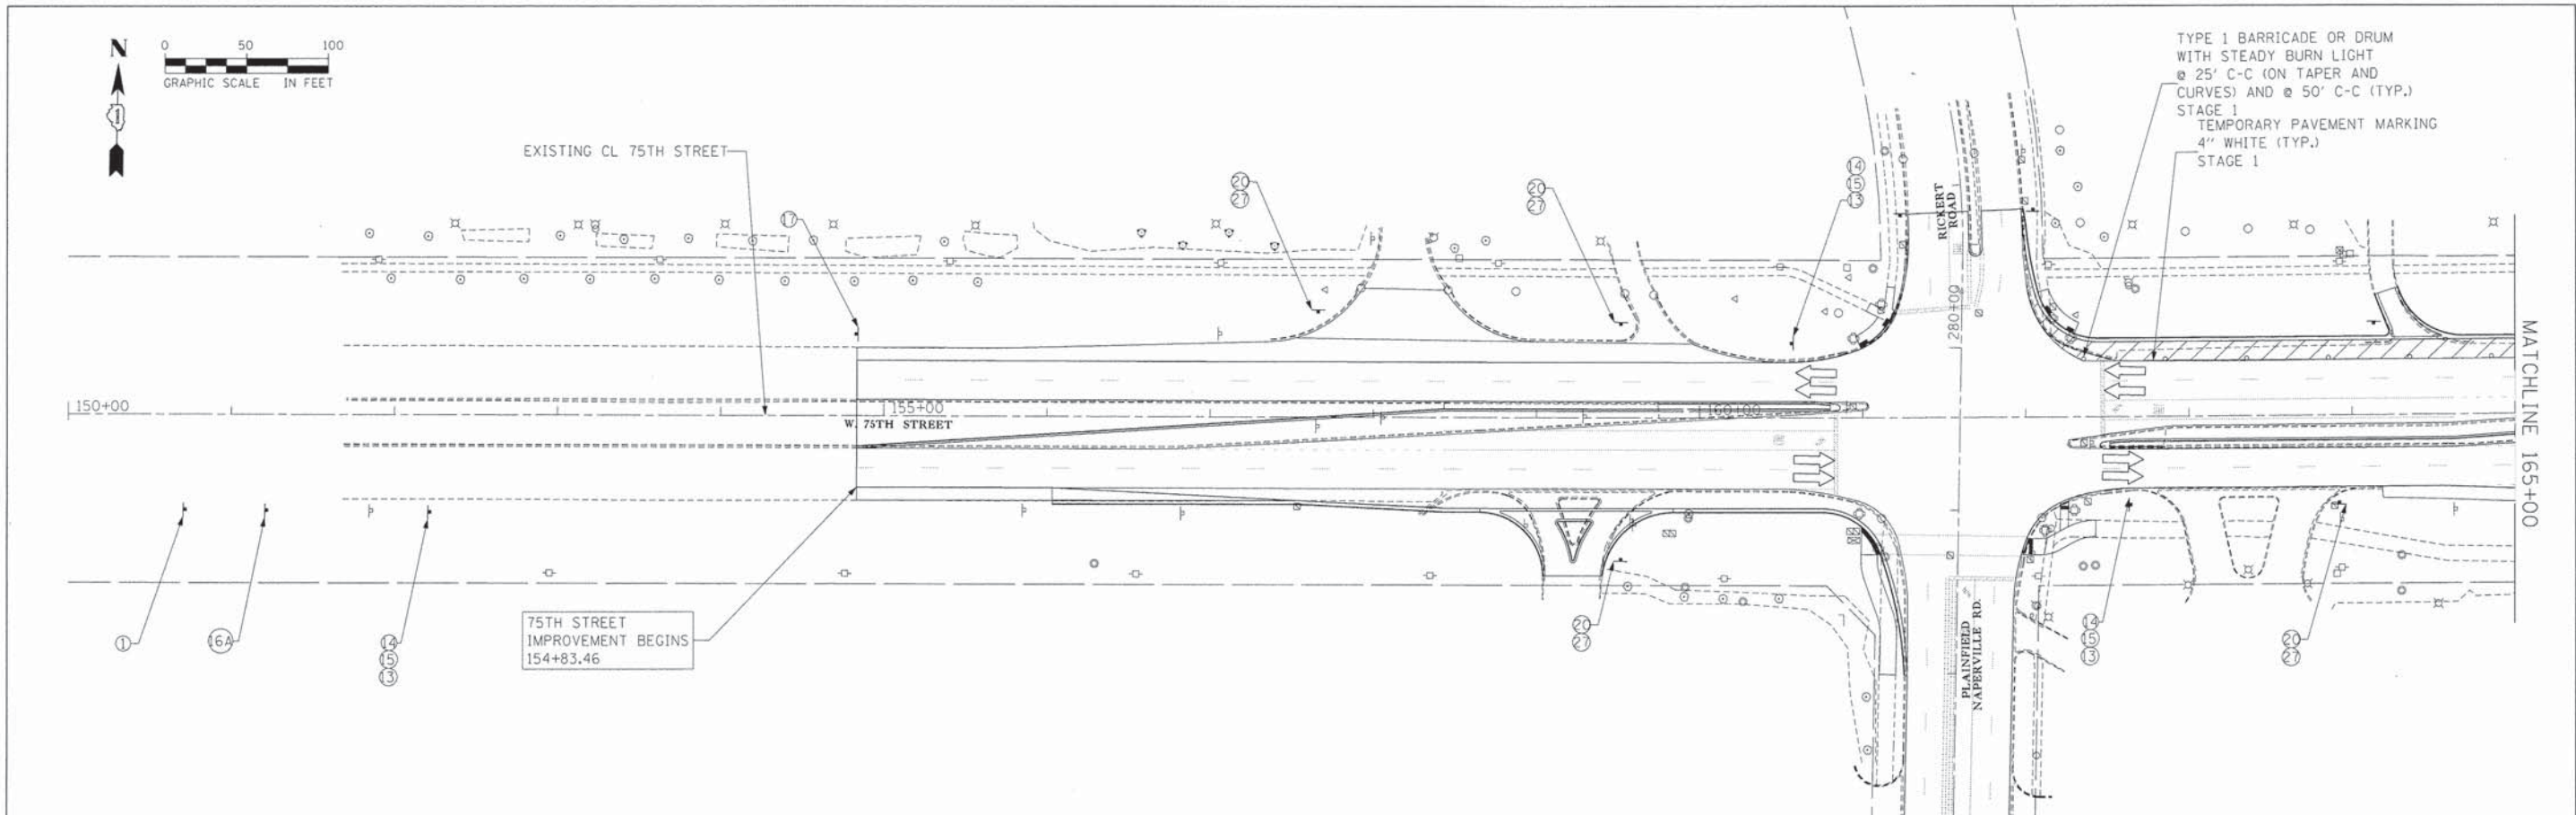 N
0 50 100
GRAPHIC SCALE IN FEET
TYPE 1 BARRICADE OR DRUM
WITH STEADY BURN LIGHT
@ 25' C-C (ON TAPER AND
CURVES) AND @ 50' C-C (TYP.)
STAGE 1
TEMPORARY PAVEMENT MARKING
4" WHITE (TYP.)
STAGE 1
EXISTING CL 75TH STREET
17
20
27
20
27
14
15
13
RICKERT
ROAD
280+00
150+00
155+00
160+00
W. 75TH STREET
MATCHLINE 165+00
1
16A
14
15
13
75TH STREET
IMPROVEMENT BEGINS
154+83.46
20
27
PLAINFIELD
NAPERVILLE RD.
14
15
13
20
27